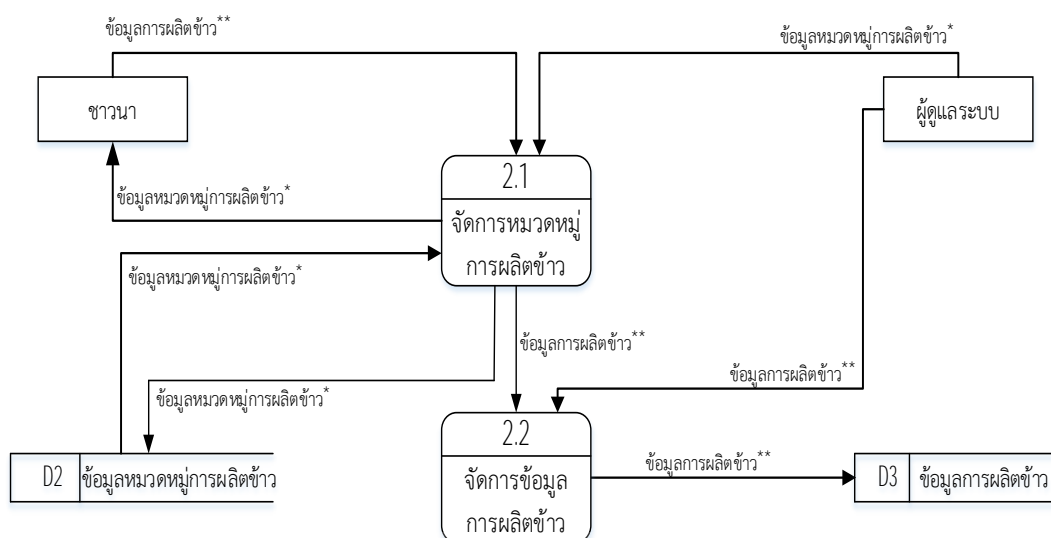 ข้อมูลการผลิตข้าว**
ข้อมูลหมวดหมู่การผลิตข้าว*
ชาวนา
ผู้ดูแลระบบ
2.1
จัดการหมวดหมู่
การผลิตข้าว
ข้อมูลหมวดหมู่การผลิตข้าว*
ข้อมูลหมวดหมู่การผลิตข้าว*
ข้อมูลการผลิตข้าว**
ข้อมูลการผลิตข้าว**
ข้อมูลหมวดหมู่การผลิตข้าว*
2.2
จัดการข้อมูล
การผลิตข้าว
D2
ข้อมูลหมวดหมู่การผลิตข้าว
ข้อมูลการผลิตข้าว**
D3
ข้อมูลการผลิตข้าว